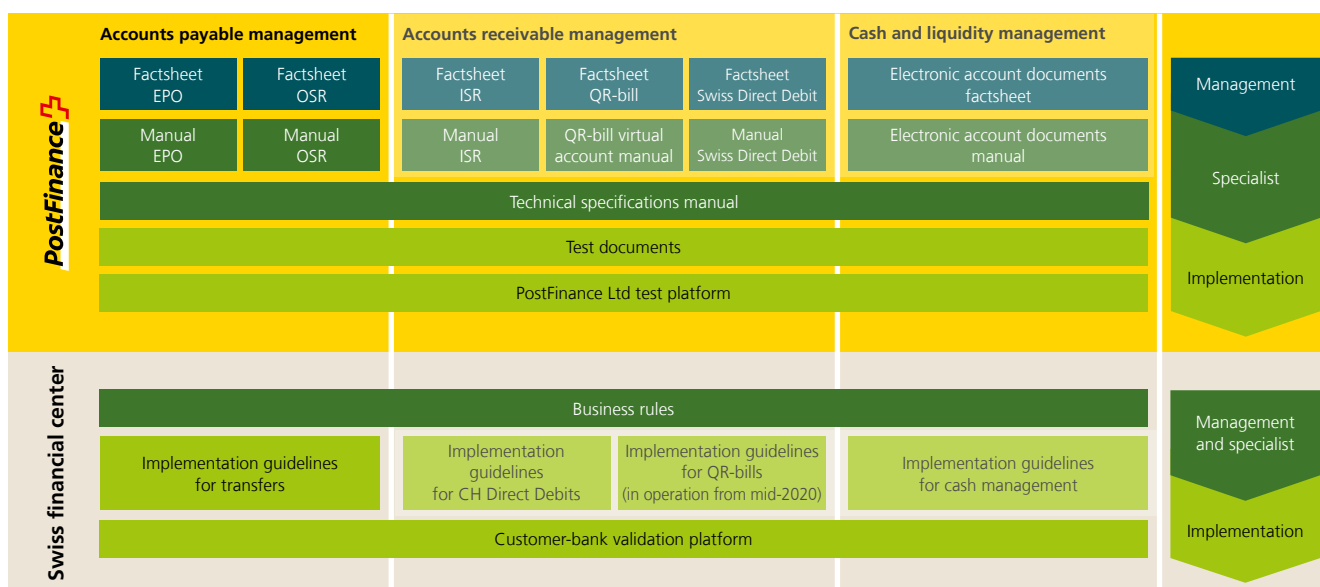 Accounts payable management
Accounts receivable management
Cash and liquidity management
PostFinance
Factsheet
EPO
Factsheet
OSR
Factsheet
ISR
Factsheet
QR-bill
Factsheet
Swiss Direct Debit
Electronic account documents
factsheet
Management
Manual
EPO
Manual
OSR
Manual
ISR
QR-bill virtual
account manual
Manual
Swiss Direct Debit
Electronic account documents
manual
Specialist
Technical specifications manual
Test documents
PostFinance Ltd test platform
Implementation
Swiss financial center
Business rules
Management
and specialist
Implementation guidelines
for transfers
Implementation
guidelines
for CH Direct Debits
Implementation guidelines
for QR-bills
(in operation from mid-2020)
Implementation guidelines
for cash management
Customer-bank validation platform
Implementation